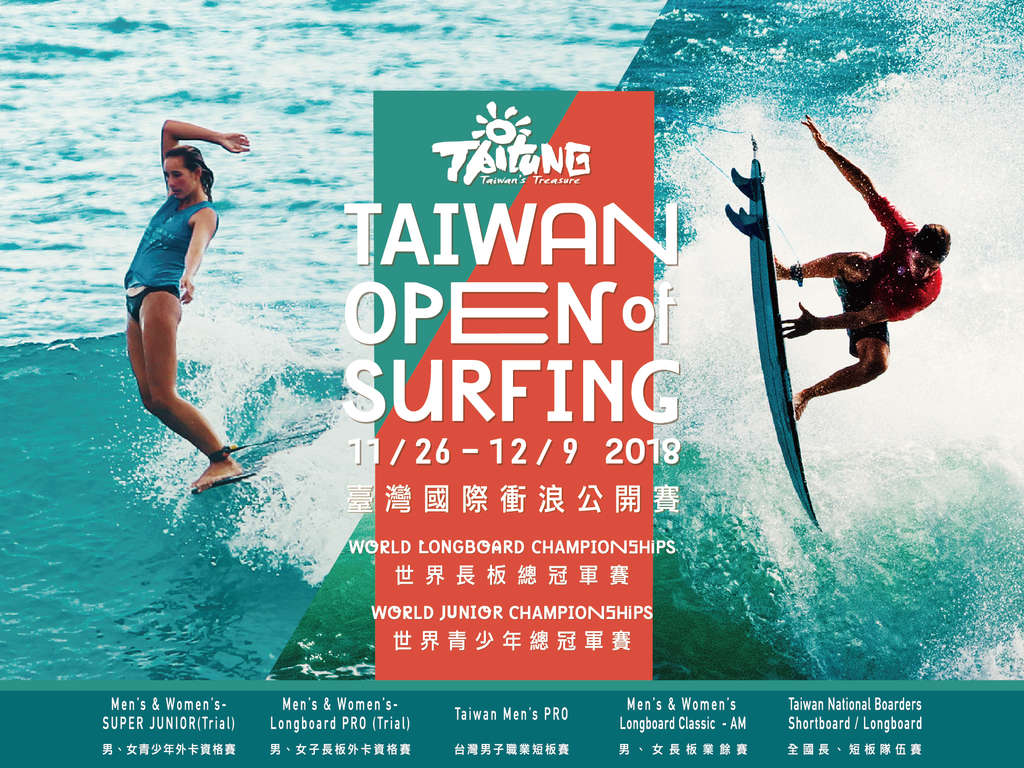 TAITUNG
Taiwan's Treasure
TAIWAN
OPEN of
SURFING
11/26-12/9 2018
臺灣國際衝浪公開賽
WORLD LONGBOARD CHAMPIONSHIPS
世界長板總冠軍賽
WORLD JUNIOR CHAMPIONSHIPS
世界青少年總冠軍賽
Men's & Women's-
SUPER JUNIOR(Trial)
男、女青少年外卡資格賽
Men's & Women's-
Longboard PRO (Trial)
男、女子長板外卡資格賽
Taiwan Men's PRO
台灣男子職業短板賽
Men's & Women's
Longboard Classic - AM
男、女長板業餘賽
Taiwan National Boarders
Shortboard / Longboard
全國長、短板隊伍賽